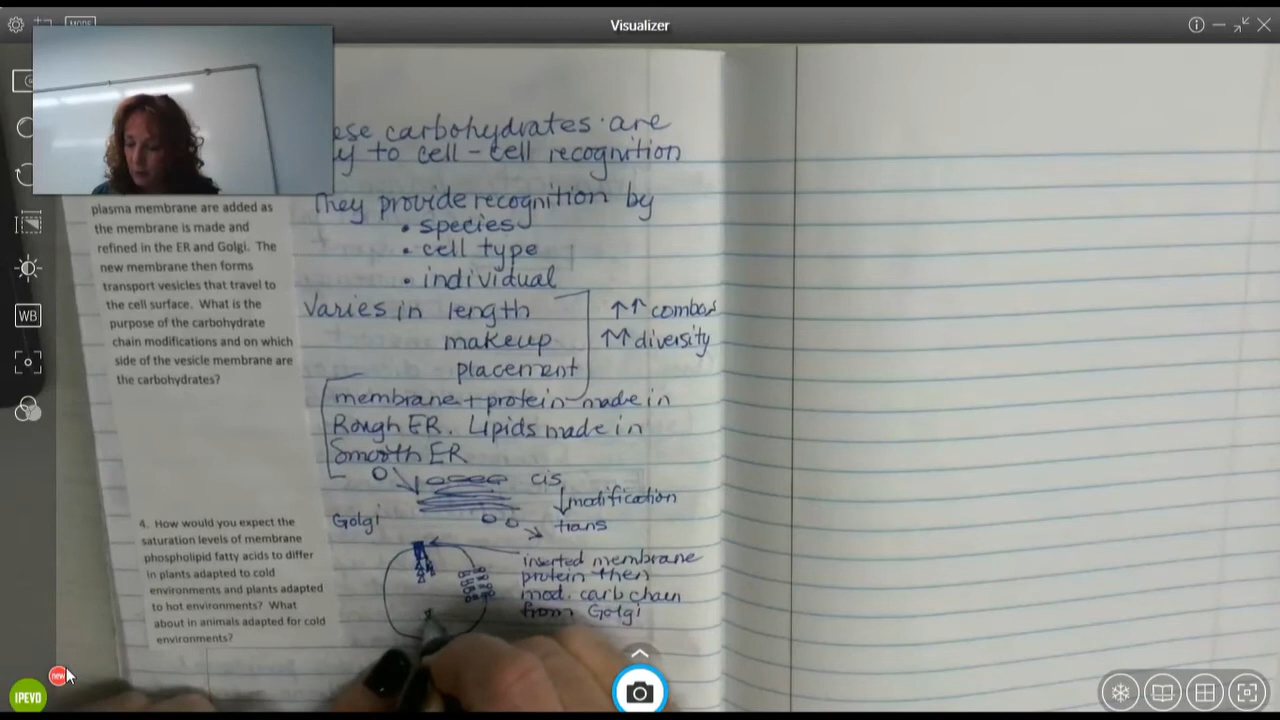 Visualizer
MODE
WB
ese carbohydrates are
y to cell-cell recognition
They provide recognition by
• species
• cell type
• individual
Varies in length
makeup
placement
↑↑ combos
↑↑ diversity
membrane + protein made in
Rough ER. Lipids made in
Smooth ER
cis
modification
Golgi
trans
inserted membrane
protein then
mod. carb chain
from Golgi
plasma membrane are added as
the membrane is made and
refined in the ER and Golgi. The
new membrane then forms
transport vesicles that travel to
the cell surface. What is the
purpose of the carbohydrate
chain modifications and on which
side of the vesicle membrane are
the carbohydrates?
4. How would you expect the
saturation levels of membrane
phospholipid fatty acids to differ
in plants adapted to cold
environments and plants adapted
to hot environments? What
about in animals adapted for cold
environments?
new
IPEVO